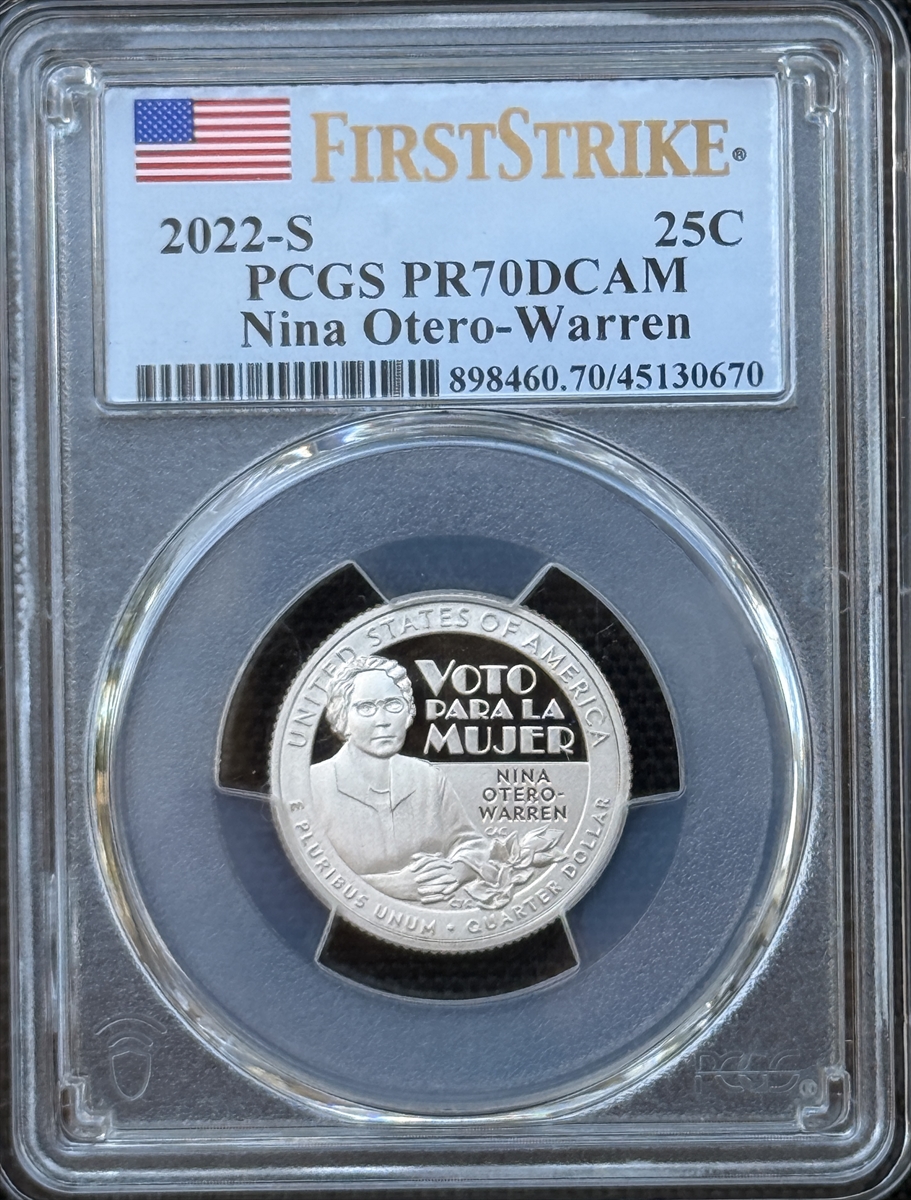 FIRSTSTRIKE®
2022-S 25C
PCGS PR70DCAM
Nina Otero-Warren
898460.70/45130670
UNITED STATES OF AMERICA
VOTO
PARA LA
MUJER
NINA
OTERO-
WARREN
E PLURIBUS UNUM • QUARTER DOLLAR
PCGS®